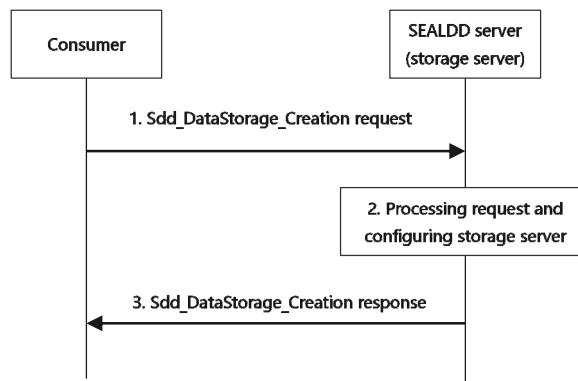 Consumer
SEALDD server
(storage server)
1. Sdd_DataStorage_Creation request
2. Processing request and
configuring storage server
3. Sdd_DataStorage_Creation response